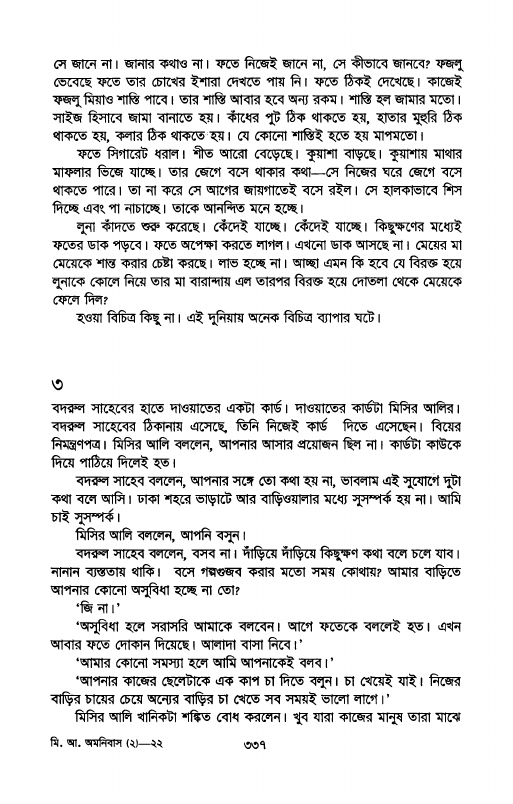 সে জানে না। জানার কথাও না। ফতে নিজেই জানে না, সে কীভাবে জানবে? ফজলু
ভেবেছে ফতে তার চোখের ইশারা দেখতে পায় নি। ফতে ঠিকই দেখেছে। কাজেই
ফজলু মিয়াও শাস্তি পাবে। তার শাস্তি আবার হবে অন্য রকম। শাস্তি হল জামার মতো।
সাইজ হিসাবে জামা বানাতে হয়। কাঁধের পুট ঠিক থাকতে হয়, হাতার মুহুরি ঠিক
থাকতে হয়, কলার ঠিক থাকতে হয়। যে কোনো শাস্তিই হতে হয় মাপমতো।
ফতে সিগারেট ধরাল। শীত আরো বেড়েছে। কুয়াশা বাড়ছে। কুয়াশায় মাথার
মাফলার ভিজে যাচ্ছে। তার জেগে বসে থাকার কথা—সে নিজের ঘরে জেগে বসে
থাকতে পারে। তা না করে সে আগের জায়গাতেই বসে রইল। সে হালকাভাবে শিস
দিচ্ছে এবং পা নাচাচ্ছে। তাকে আনন্দিত মনে হচ্ছে।
লুনা কাঁদতে শুরু করেছে। কেঁদেই যাচ্ছে। কেঁদেই যাচ্ছে। কিছুক্ষণের মধ্যেই
ফতের ডাক পড়বে। ফতে অপেক্ষা করতে লাগল। এখনো ডাক আসছে না। মেয়ের মা
মেয়েকে শান্ত করার চেষ্টা করছে। লাভ হচ্ছে না। আচ্ছা এমন কি হবে যে বিরক্ত হয়ে
লুনাকে কোলে নিয়ে তার মা বারান্দায় এল তারপর বিরক্ত হয়ে দোতলা থেকে মেয়েকে
ফেলে দিল?
হওয়া বিচিত্র কিছু না। এই দুনিয়ায় অনেক বিচিত্র ব্যাপার ঘটে।
৩
বদরুল সাহেবের হাতে দাওয়াতের একটা কার্ড। দাওয়াতের কার্ডটা মিসির আলির।
বদরুল সাহেবের ঠিকানায় এসেছে, তিনি নিজেই কার্ড দিতে এসেছেন। বিয়ের
নিমন্ত্রণপত্র। মিসির আলি বললেন, আপনার আসার প্রয়োজন ছিল না। কার্ডটা কাউকে
দিয়ে পাঠিয়ে দিলেই হত।
বদরুল সাহেব বললেন, আপনার সঙ্গে তো কথা হয় না, ভাবলাম এই সুযোগে দুটা
কথা বলে আসি। ঢাকা শহরে ভাড়াটে আর বাড়িওয়ালার মধ্যে সুসম্পর্ক হয় না। আমি
চাই সুসম্পর্ক।
মিসির আলি বললেন, আপনি বসুন।
বদরুল সাহেব বললেন, বসব না। দাঁড়িয়ে দাঁড়িয়ে কিছুক্ষণ কথা বলে চলে যাব।
নানান ব্যস্ততায় থাকি। বসে গল্পগুজব করার মতো সময় কোথায়? আমার বাড়িতে
আপনার কোনো অসুবিধা হচ্ছে না তো?
‘জি না।’
‘অসুবিধা হলে সরাসরি আমাকে বলবেন। আগে ফতেকে বললেই হত। এখন
আবার ফতে দোকান দিয়েছে। আলাদা বাসা নিবে।’
‘আমার কোনো সমস্যা হলে আমি আপনাকেই বলব।’
‘আপনার কাজের ছেলেটাকে এক কাপ চা দিতে বলুন। চা খেয়েই যাই। নিজের
বাড়ির চায়ের চেয়ে অন্যের বাড়ির চা খেতে সব সময়ই ভালো লাগে।’
মিসির আলি খানিকটা শঙ্কিত বোধ করলেন। খুব যারা কাজের মানুষ তারা মাঝে
মি. আ. অমনিবাস (২)—২২
৩৩৭